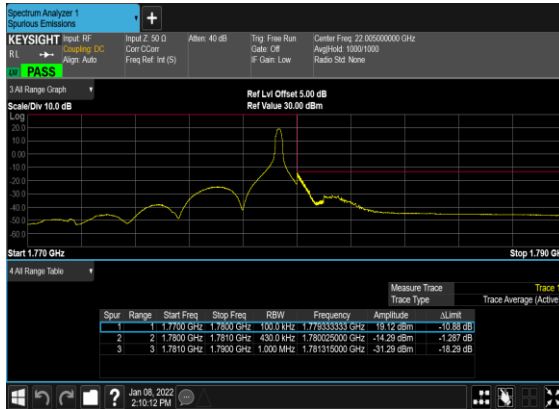 Spectrum Analyzer 1
Spurious Emissions
+
KEYSIGHT Input: RF Input Z: 50 Ω Atten: 40 dB Trig: Free Run Center Freq: 22.005000000 GHz
RL Coupling: DC Corr CCorr Gate: Off Avg|Hold: 1000/1000
Align: Auto Freq Ref: Int (S) IF Gain: Low Radio Std: None
PASS
3 All Range Graph
Ref Lvl Offset 5.00 dB
Scale/Div 10.0 dB Ref Value 30.00 dBm
Log
20.0
10.0
0.00
-10.0
-20.0
-30.0
-40.0
-50.0
-60.0
Start 1.770 GHz Stop 1.790 GH
4 All Range Table
Measure Trace Trace 1
Trace Type Trace Average (Active
Spur Range Start Freq Stop Freq RBW Frequency Amplitude ΔLimit
1 1 1.7700 GHz 1.7800 GHz 100.0 kHz 1.779333333 GHz 19.12 dBm -10.88 dB
2 2 1.7800 GHz 1.7810 GHz 430.0 kHz 1.780025000 GHz -14.29 dBm -1.287 dB
3 3 1.7810 GHz 1.7900 GHz 1.000 MHz 1.781315000 GHz -31.29 dBm -18.29 dB
? Jan 08, 2022
2:10:12 PM